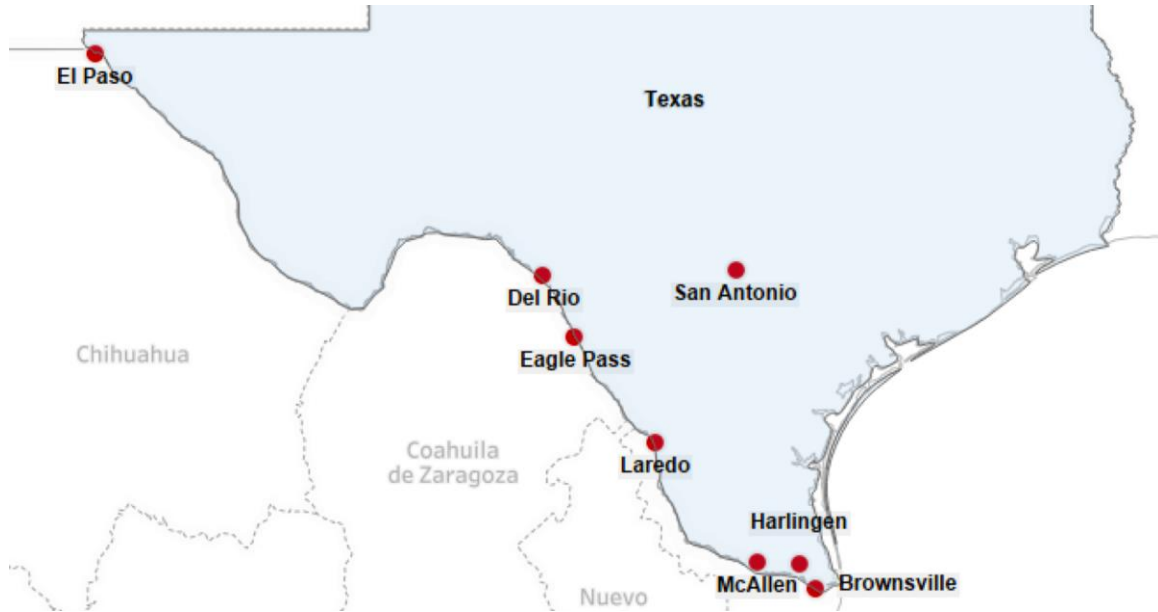 El Paso
Texas
Del Rio
San Antonio
Eagle Pass
Chihuahua
Coahuila
de Zaragoza
Laredo
Harlingen
McAllen
Brownsville
Nuevo